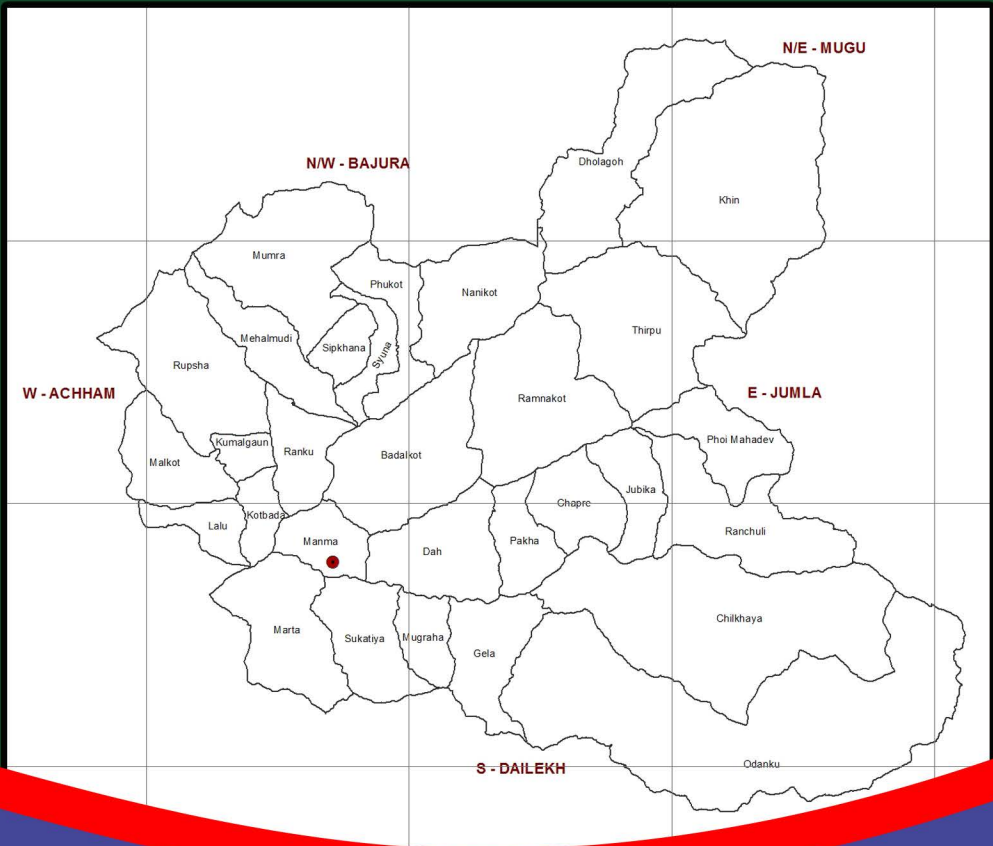 N/E - MUGU
N/W - BAJURA
Dholagoh
Khin
Mumra
Phukot
Nanikot
Thirpu
Mehalmudi
Sipkhana
Syuna
Rupsha
W - ACHHAM
E - JUMLA
Ramnakot
Phoi Mahadev
Kumalgaun
Ranku
Badalkot
Malkot
Jubika
Chapre
Kotbada
Lalu
Manma
Dah
Pakha
Ranchuli
Marta
Sukatiya
Mugraha
Gela
Chilkhaya
S - DAILEKH
Odanku